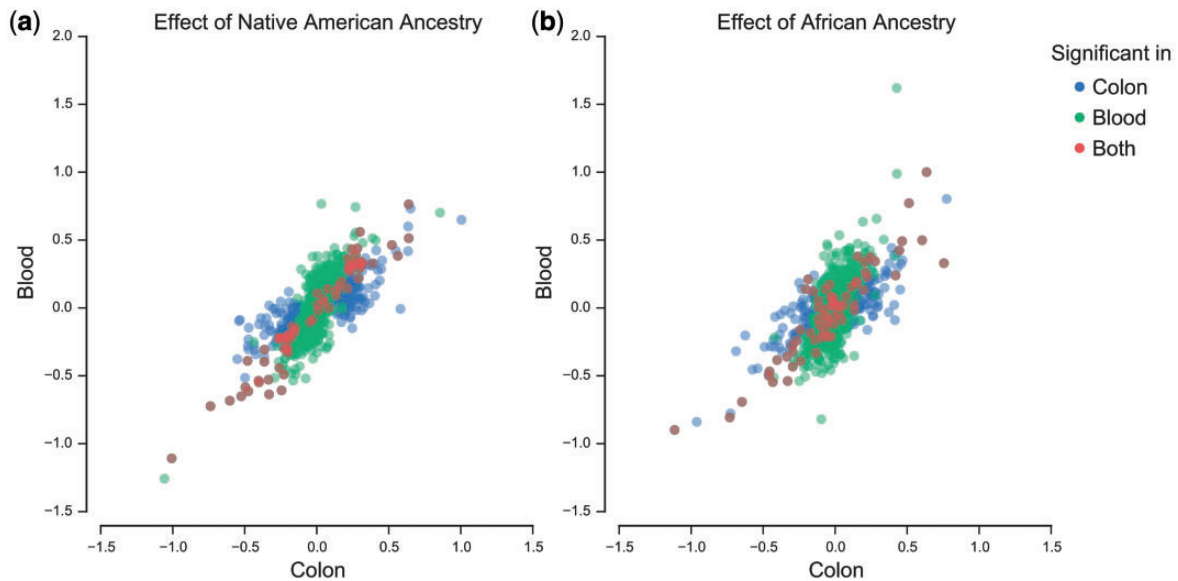 (a) Effect of Native American Ancestry
2.0
1.5
1.0
0.5
0.0
−0.5
−1.0
−1.5
Blood
−1.5 −1.0 −0.5 0.0 0.5 1.0 1.5
Colon
(b) Effect of African Ancestry
2.0
1.5
1.0
0.5
0.0
−0.5
−1.0
−1.5
Blood
−1.5 −1.0 −0.5 0.0 0.5 1.0 1.5
Colon
Significant in
Colon
Blood
Both